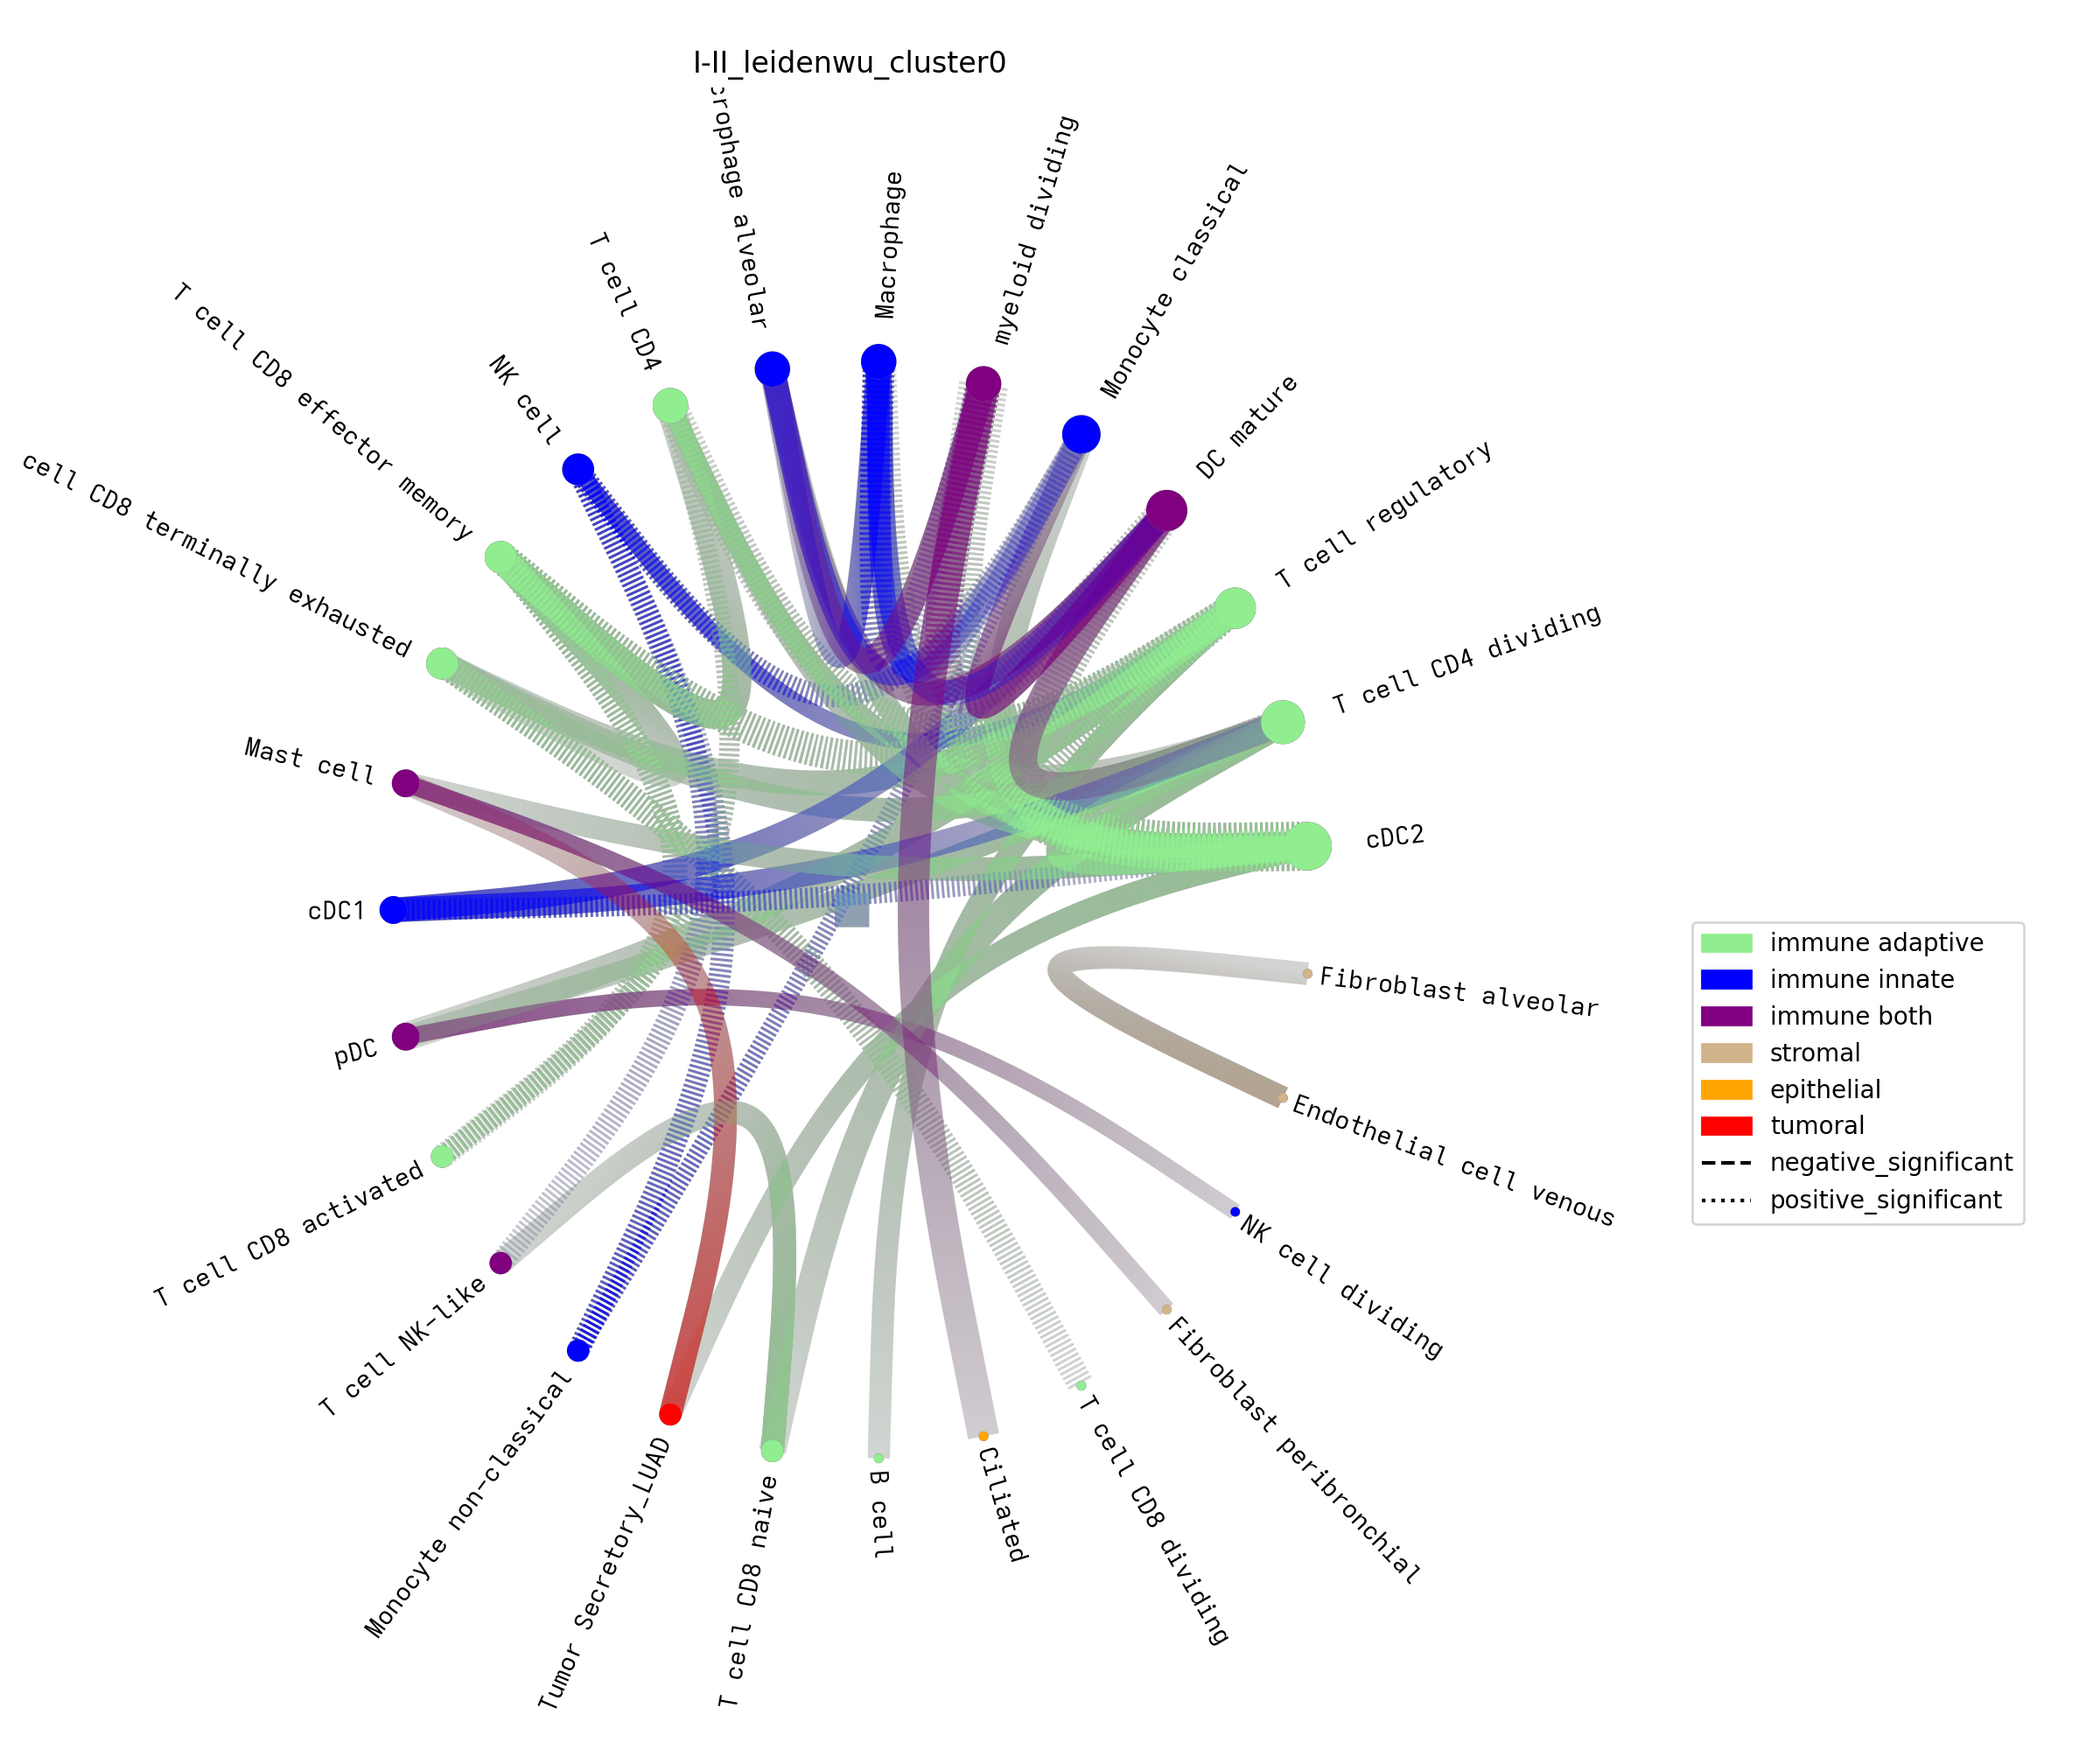 I-II_leidenwu_cluster0
crophage alveolar
Macrophage
myeloid dividing
Monocyte classical
DC mature
T cell regulatory
T cell CD4 dividing
cDC2
Fibroblast alveolar
Endothelial cell venous
NK cell dividing
Fibroblast peribronchial
T cell CD8 dividing
Ciliated
B cell
T cell CD8 naive
Tumor Secretory_LUAD
Monocyte non-classical
T cell NK-like
T cell CD8 activated
pDC
cDC1
Mast cell
cell CD8 terminally exhausted
T cell CD8 effector memory
NK cell
T cell CD4
immune adaptive
immune innate
immune both
stromal
epithelial
tumoral
negative_significant
positive_significant